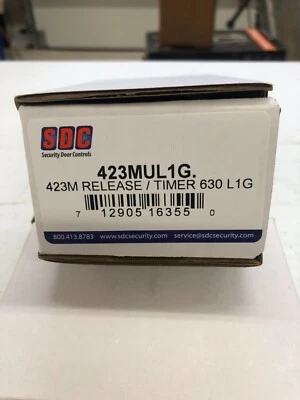 SDC
Security Door Controls
423MUL1G.
423M RELEASE / TIMER 630 L1G
7 12905 16355 0
800.413.8783 www.sdcsecurity.com service@sdcsecurity.com